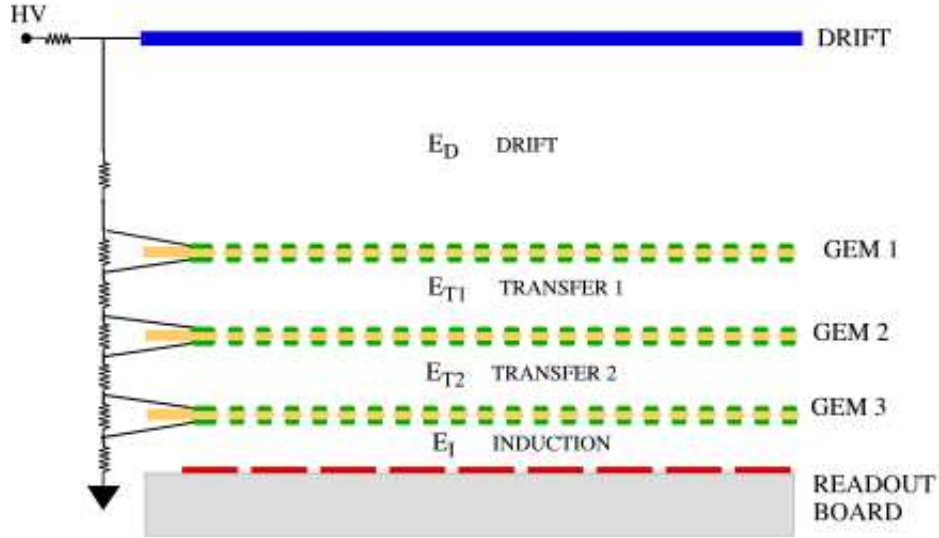 HV
DRIFT
E_D DRIFT
GEM 1
E_T1 TRANSFER 1
GEM 2
E_T2 TRANSFER 2
GEM 3
E_I INDUCTION
READOUT
BOARD